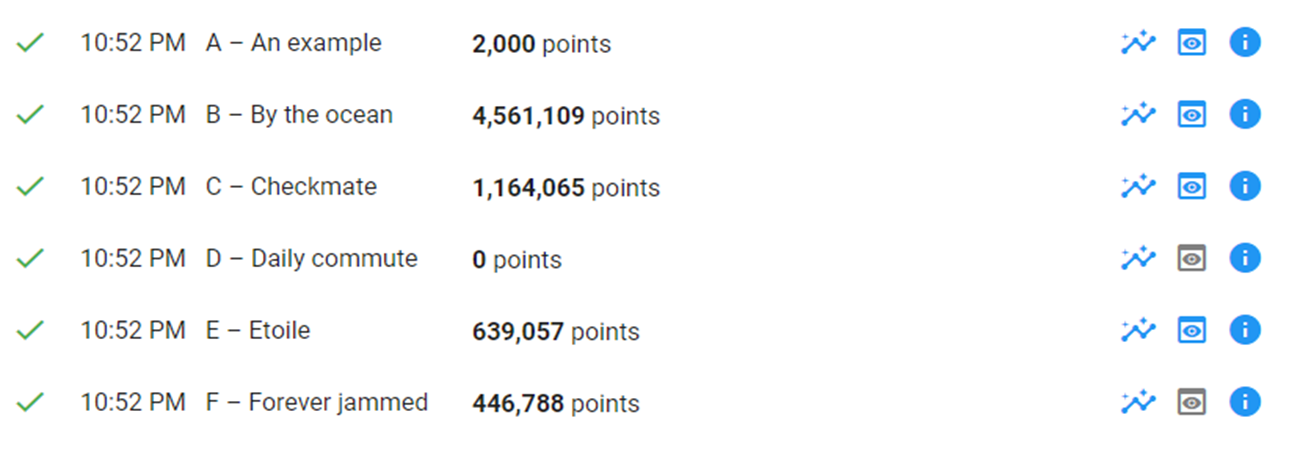 10:52 PM A – An example 2,000 points
10:52 PM B – By the ocean 4,561,109 points
10:52 PM C – Checkmate 1,164,065 points
10:52 PM D – Daily commute 0 points
10:52 PM E – Etoile 639,057 points
10:52 PM F – Forever jammed 446,788 points